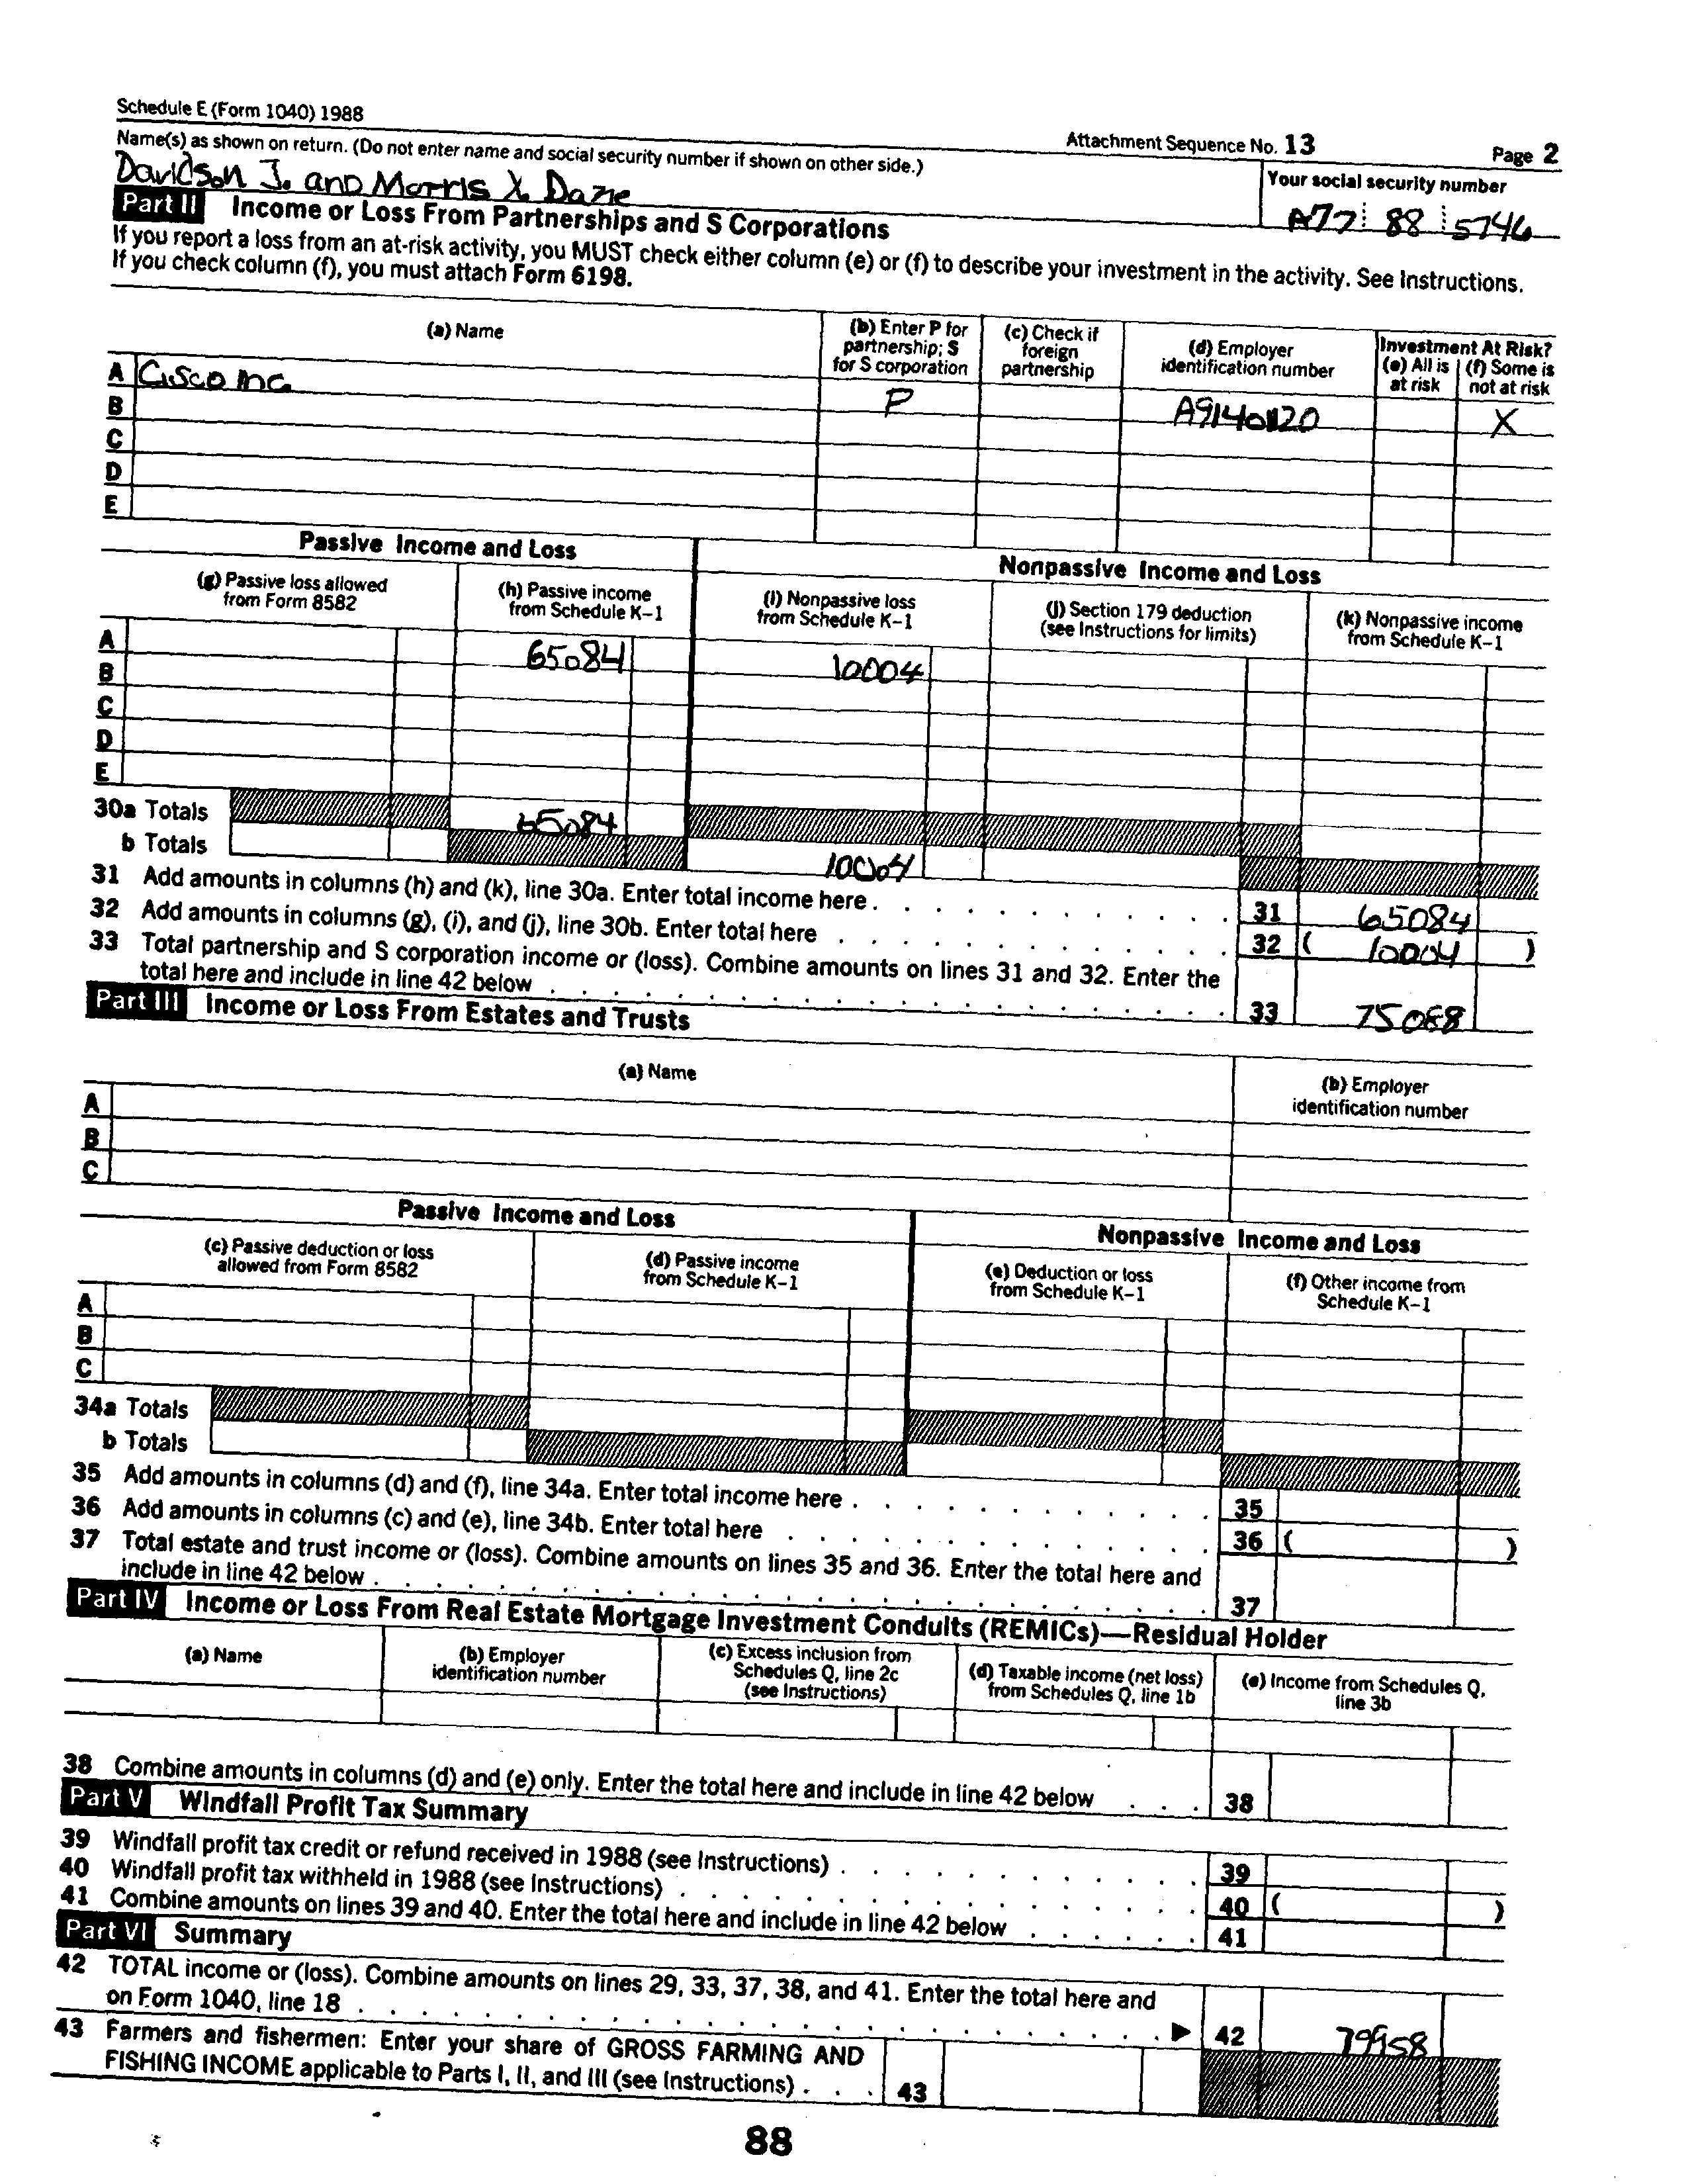 Schedule E (Form 1040) 1988
Attachment Sequence No. 13 Page 2
Name(s) as shown on return. (Do not enter name and social security number if shown on other side.)
Your social security number
Davidson J. and Morris X. Dane
A77 88 5746
Part II Income or Loss From Partnerships and S Corporations
If you report a loss from an at-risk activity, you MUST check either column (e) or (f) to describe your investment in the activity. See Instructions.
If you check column (f), you must attach Form 6198.
(a) Name
(b) Enter P for partnership; S for S corporation
(c) Check if foreign partnership
(d) Employer identification number
Investment At Risk?
(e) All is at risk
(f) Some is not at risk
A Cisco Inc P A91401120 X
B
C
D
E
Passive Income and Loss
Nonpassive Income and Loss
(g) Passive loss allowed from Form 8582
(h) Passive income from Schedule K-1
(i) Nonpassive loss from Schedule K-1
(j) Section 179 deduction (see Instructions for limits)
(k) Nonpassive income from Schedule K-1
A 65084 10004
B
C
D
E
30a Totals 65084
b Totals 10004
31 Add amounts in columns (h) and (k), line 30a. Enter total income here . 31 65084
32 Add amounts in columns (g), (i), and (j), line 30b. Enter total here . 32 ( 10004 )
33 Total partnership and S corporation income or (loss). Combine amounts on lines 31 and 32. Enter the
total here and include in line 42 below . 33 75088
Part III Income or Loss From Estates and Trusts
(a) Name
(b) Employer identification number
A
B
C
Passive Income and Loss
Nonpassive Income and Loss
(c) Passive deduction or loss allowed from Form 8582
(d) Passive income from Schedule K-1
(e) Deduction or loss from Schedule K-1
(f) Other income from Schedule K-1
A
B
C
34a Totals
b Totals
35 Add amounts in columns (d) and (f), line 34a. Enter total income here . 35
36 Add amounts in columns (c) and (e), line 34b. Enter total here . 36 ( )
37 Total estate and trust income or (loss). Combine amounts on lines 35 and 36. Enter the total here and
include in line 42 below . 37
Part IV Income or Loss From Real Estate Mortgage Investment Conduits (REMICs)—Residual Holder
(a) Name
(b) Employer identification number
(c) Excess inclusion from Schedules Q, line 2c (see Instructions)
(d) Taxable income (net loss) from Schedules Q, line 1b
(e) Income from Schedules Q, line 3b
38 Combine amounts in columns (d) and (e) only. Enter the total here and include in line 42 below . . . 38
Part V Windfall Profit Tax Summary
39 Windfall profit tax credit or refund received in 1988 (see Instructions) . 39
40 Windfall profit tax withheld in 1988 (see Instructions) . 40 ( )
41 Combine amounts on lines 39 and 40. Enter the total here and include in line 42 below . 41
Part VI Summary
42 TOTAL income or (loss). Combine amounts on lines 29, 33, 37, 38, and 41. Enter the total here and
on Form 1040, line 18 . ▶ 42 79958
43 Farmers and fishermen: Enter your share of GROSS FARMING AND
FISHING INCOME applicable to Parts I, II, and III (see Instructions) . . . 43
88